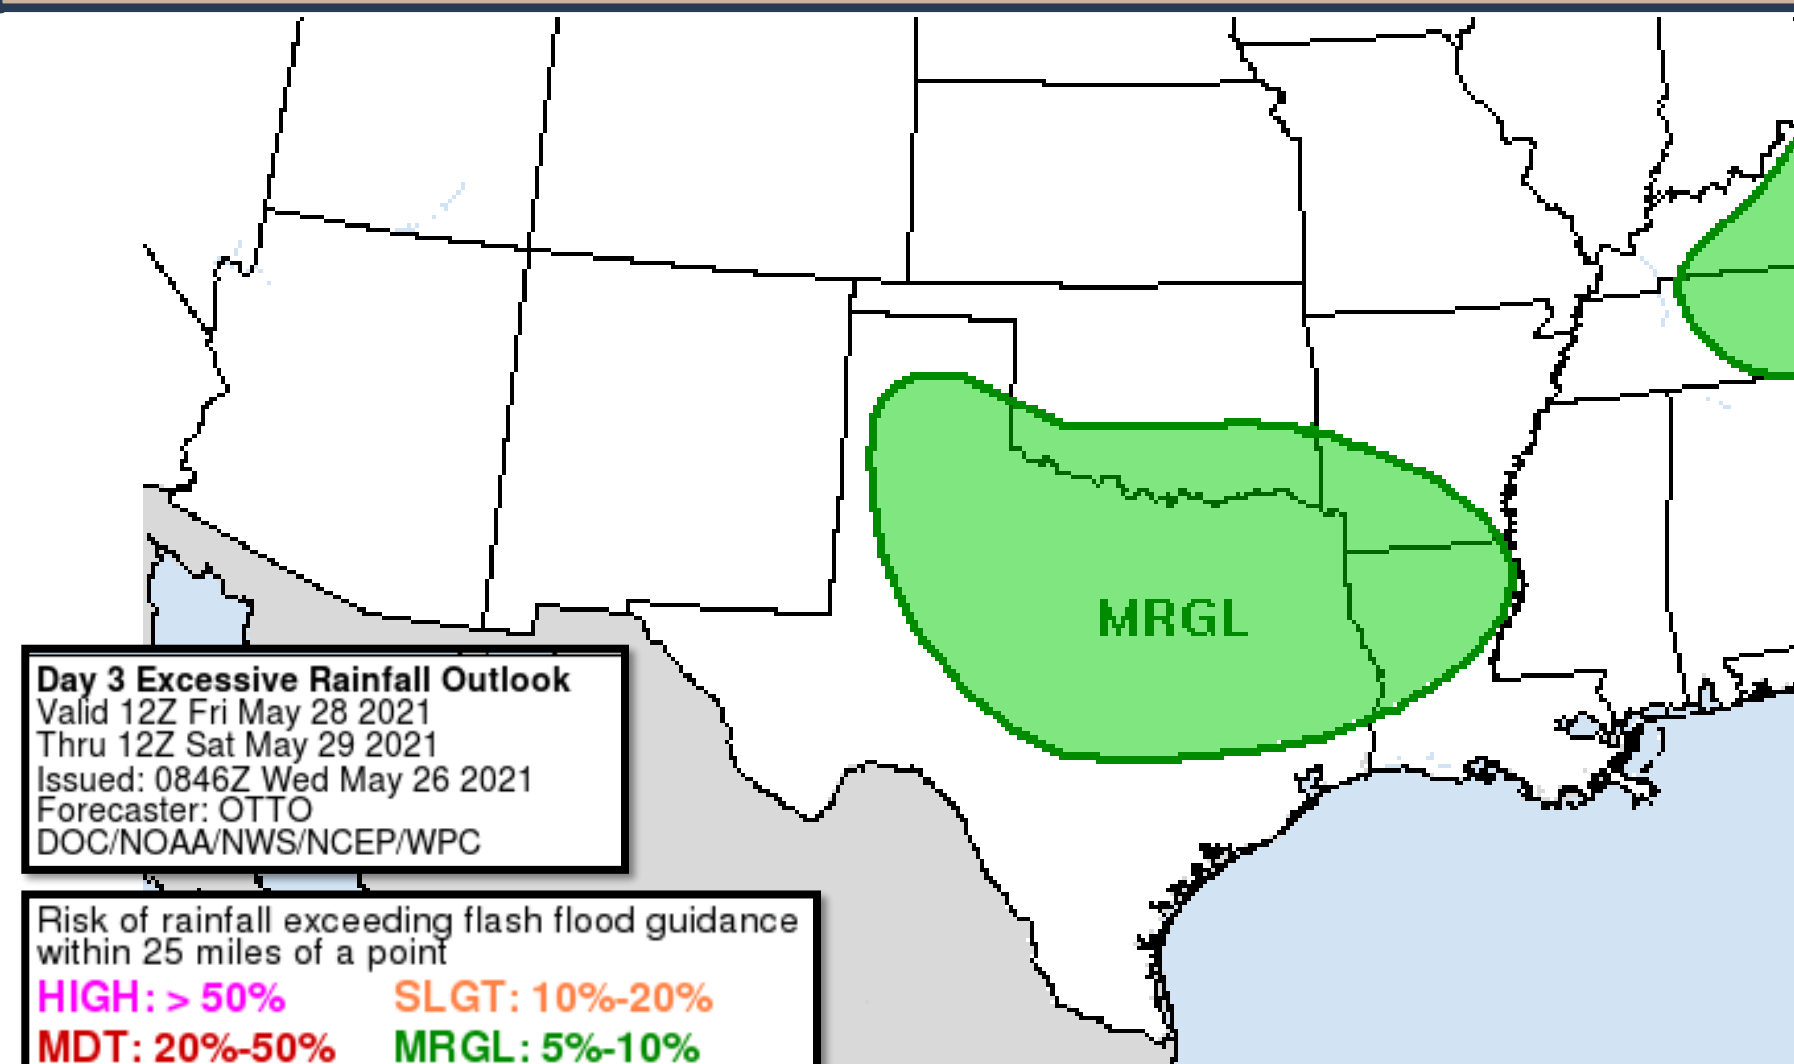 MRGL
Day 3 Excessive Rainfall Outlook
Valid 12Z Fri May 28 2021
Thru 12Z Sat May 29 2021
Issued: 0846Z Wed May 26 2021
Forecaster: OTTO
DOC/NOAA/NWS/NCEP/WPC
Risk of rainfall exceeding flash flood guidance
within 25 miles of a point
HIGH: > 50% SLGT: 10%-20%
MDT: 20%-50% MRGL: 5%-10%